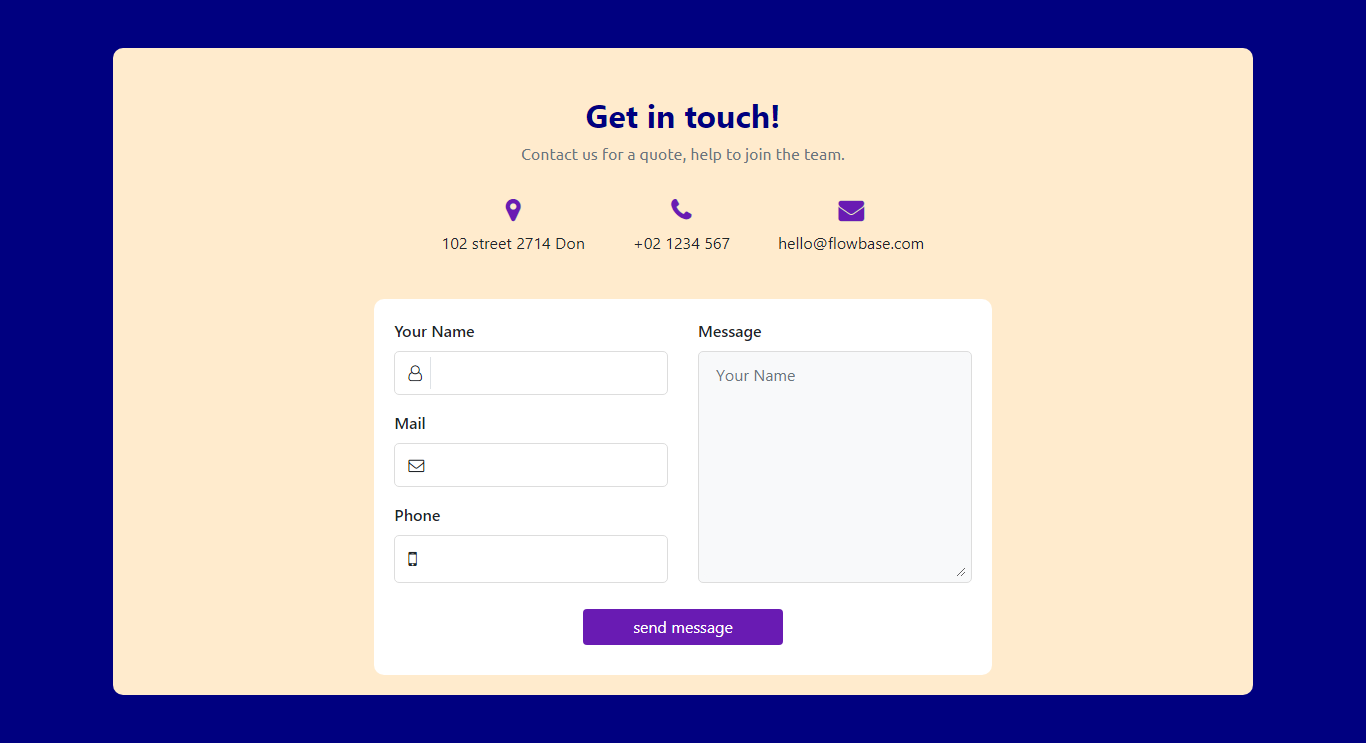 Get in touch!
Contact us for a quote, help to join the team.
102 street 2714 Don
+02 1234 567
hello@flowbase.com
Your Name
Mail
Phone
Message
Your Name
send message